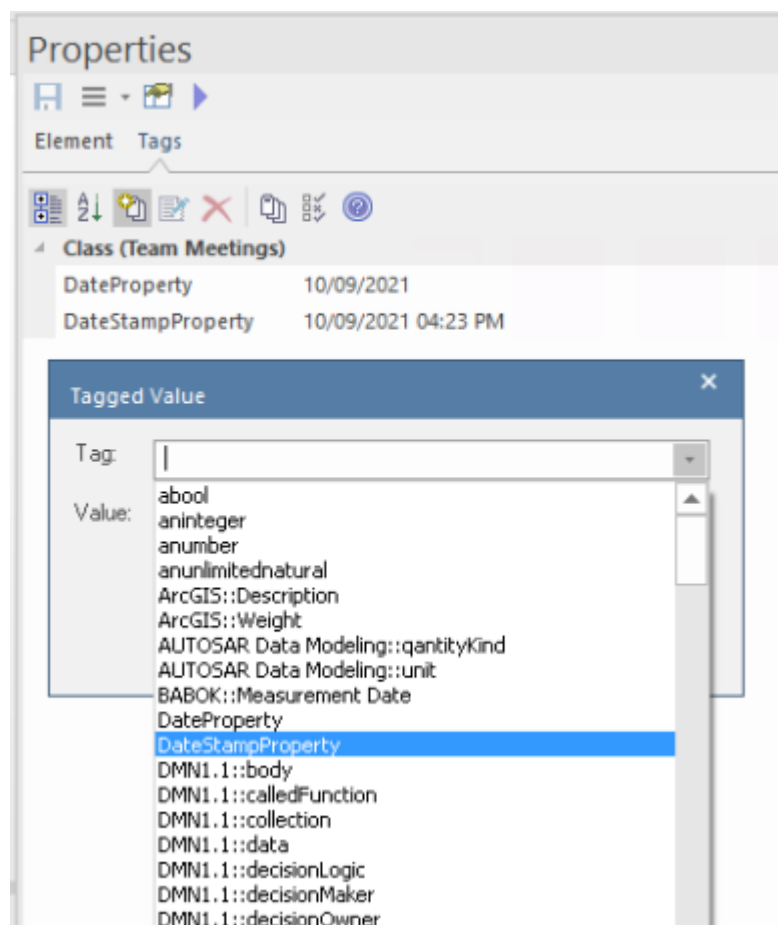 Properties
Element Tags
Class (Team Meetings)
DateProperty 10/09/2021
DateStampProperty 10/09/2021 04:23 PM
Tagged Value
Tag:
Value:
abool
aninteger
anumber
anunlimitednatural
ArcGIS::Description
ArcGIS::Weight
AUTOSAR Data Modeling::qantityKind
AUTOSAR Data Modeling::unit
BABOK::Measurement Date
DateProperty
DateStampProperty
DMN1.1::body
DMN1.1::calledFunction
DMN1.1::collection
DMN1.1::data
DMN1.1::decisionLogic
DMN1.1::decisionMaker
DMN1.1::decisionOwner